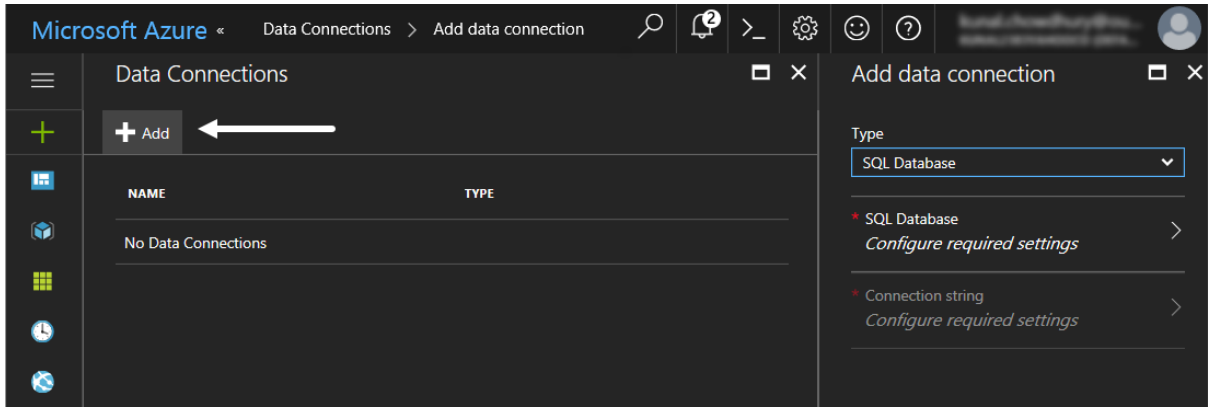 Microsoft Azure « Data Connections > Add data connection 2 >_ ?
Data Connections
Add
NAME TYPE
No Data Connections
Add data connection
Type
SQL Database
* SQL Database
Configure required settings
* Connection string
Configure required settings